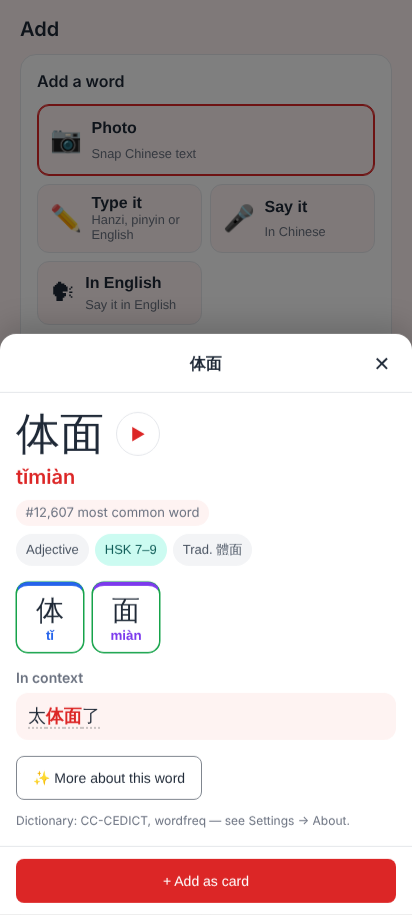 Add
Add a word
Photo
Snap Chinese text
Type it
Hanzi, pinyin or
English
Say it
In Chinese
In English
Say it in English
体面
体面
tǐmiàn
#12,607 most common word
Adjective
HSK 7–9
Trad. 體面
体
tǐ
面
miàn
In context
太体面了
✨ More about this word
Dictionary: CC-CEDICT, wordfreq — see Settings → About.
+ Add as card